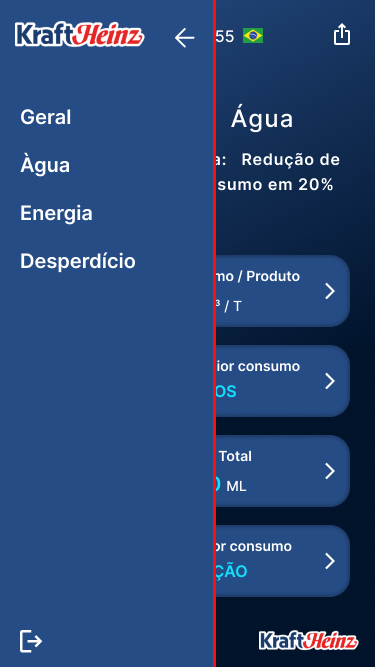 KraftHeinz
Geral
Àgua
Energia
Desperdício
55
Água
a: Redução de
sumo em 20%
mo / Produto
³ / T
ior consumo
OS
Total
ML
or consumo
ÇÃO
KraftHeinz